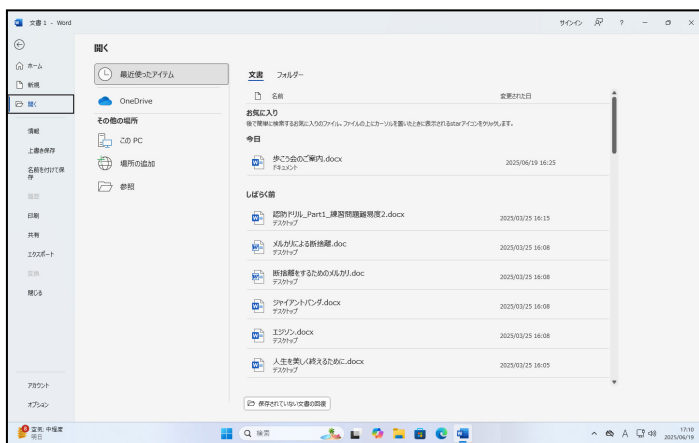 文書 1 - Word
サインイン
?
開く
ホーム
新規
開く
情報
上書き保存
名前を付けて保
存
履歴
印刷
共有
エクスポート
変換
閉じる
アカウント
オプション
最近使ったアイテム
OneDrive
その他の場所
この PC
場所の追加
参照
文書 フォルダー
名前 変更された日
お気に入り
後で簡単に検索するお気に入りのファイル。ファイルの上にカーソルを置いたときに表示されるstarアイコンをクリックします。
今日
歩こう会のご案内.docx 2025/06/19 16:25
ドキュメント
しばらく前
認防ドリル_Part1_練習問題難易度2.docx 2025/03/25 16:15
デスクトップ
メルカリによる断捨離.doc 2025/03/25 16:08
デスクトップ
断捨離をするためのメルカリ.doc 2025/03/25 16:08
デスクトップ
ジャイアントパンダ.docx 2025/03/25 16:08
デスクトップ
エジソン.docx 2025/03/25 16:08
デスクトップ
人生を美しく終えるために.docx 2025/03/25 16:05
デスクトップ
保存されていない文書の回復
空気: 中程度
明日
検索
A
17:10
2025/06/19